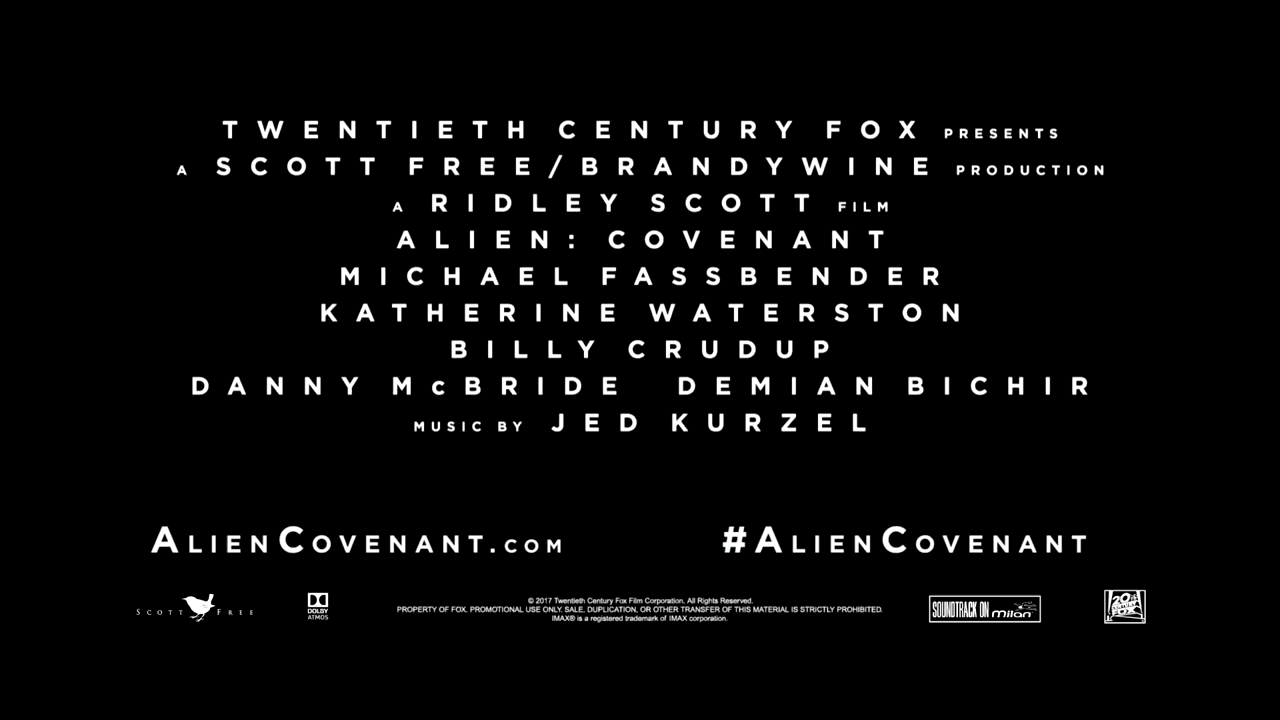 TWENTIETH CENTURY FOX PRESENTS
A SCOTT FREE/BRANDYWINE PRODUCTION
A RIDLEY SCOTT FILM
ALIEN: COVENANT
MICHAEL FASSBENDER
KATHERINE WATERSTON
BILLY CRUDUP
DANNY McBRIDE DEMIAN BICHIR
MUSIC BY JED KURZEL
ALIENCOVENANT.COM #ALIENCOVENANT
SCOTT FREE
DOLBY
ATMOS
© 2017 Twentieth Century Fox Film Corporation. All Rights Reserved.
PROPERTY OF FOX. PROMOTIONAL USE ONLY. SALE, DUPLICATION, OR OTHER TRANSFER OF THIS MATERIAL IS STRICTLY PROHIBITED.
IMAX® is a registered trademark of IMAX corporation.
SOUNDTRACK ON milan
20th
CENTURY
FOX